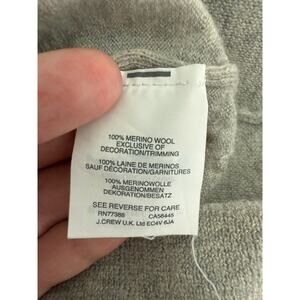 100% MERINO WOOL
EXCLUSIVE OF
DECORATION/TRIMMING
100% LAINE DE MERINOS
SAUF DÉCORATION/GARNITURES
100% MERINOWOLLE
AUSGENOMMEN
DEKORATION/BESATZ
SEE REVERSE FOR CARE
RN77388 CA56445
J.CREW U.K. Ltd EC4V 6JA